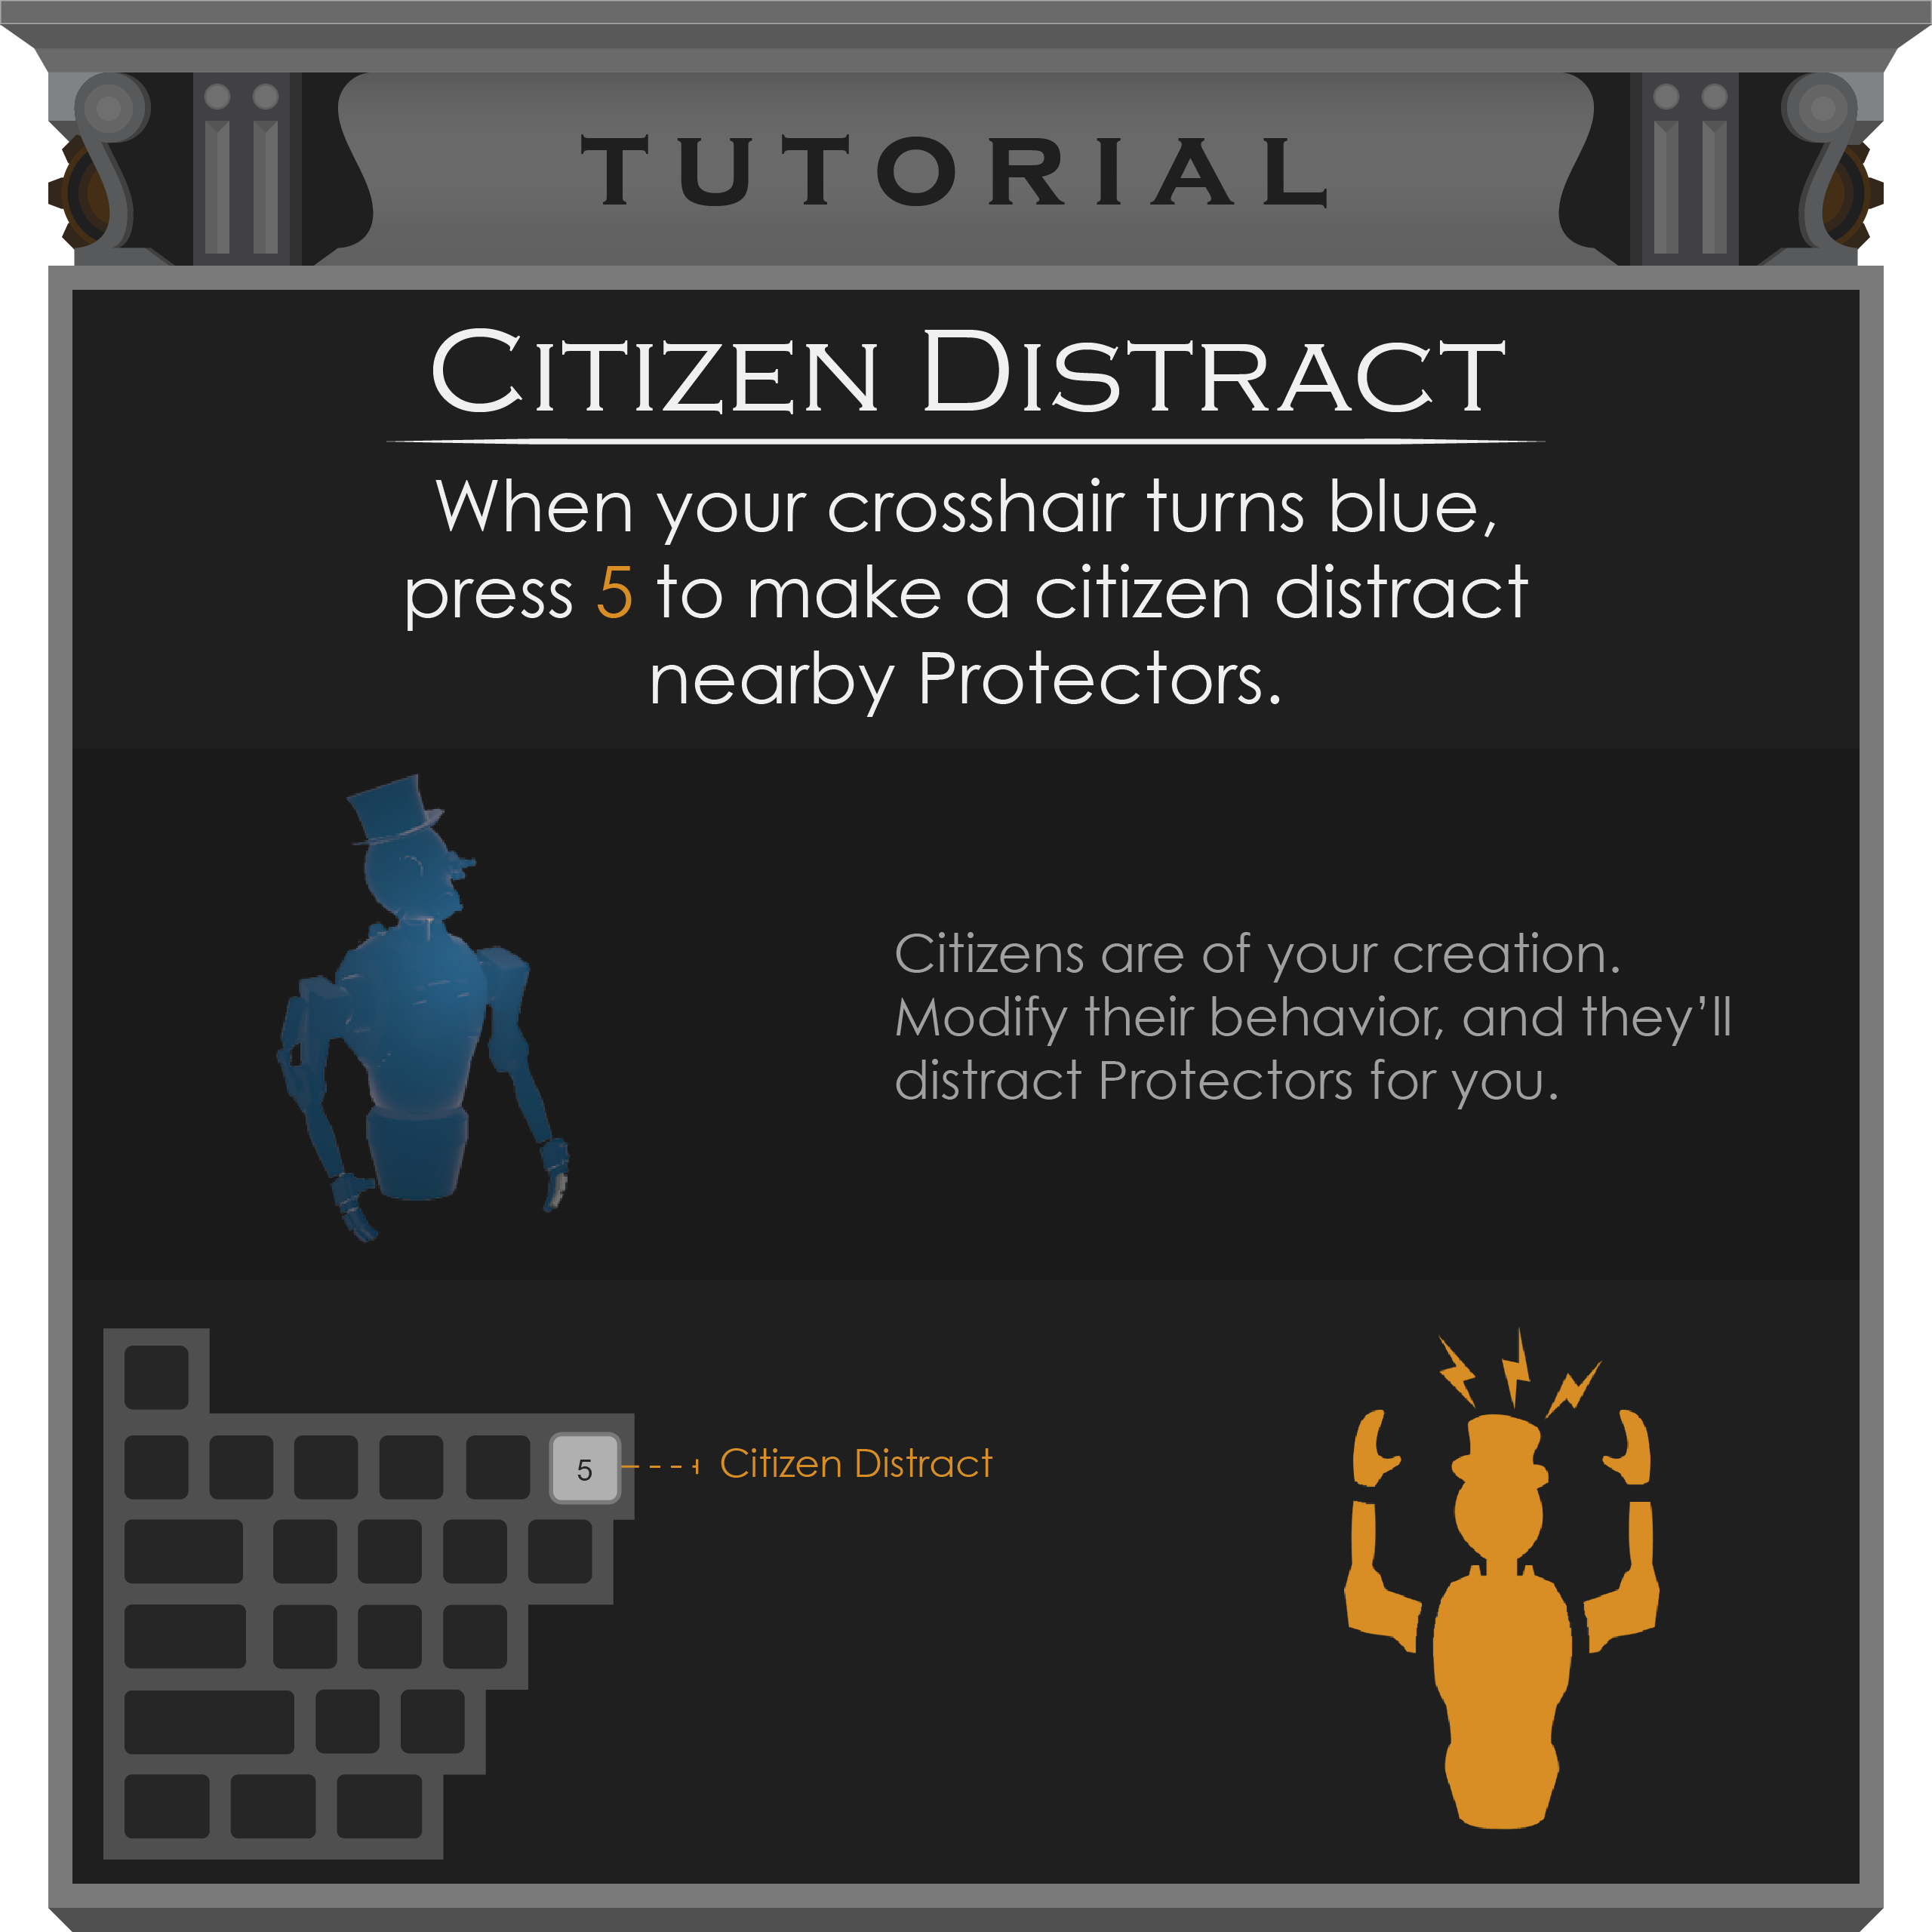 TUTORIAL
Citizen Distract
When your crosshair turns blue,
press 5 to make a citizen distract
nearby Protectors.
Citizens are of your creation.
Modify their behavior, and they’ll
distract Protectors for you.
5 Citizen Distract